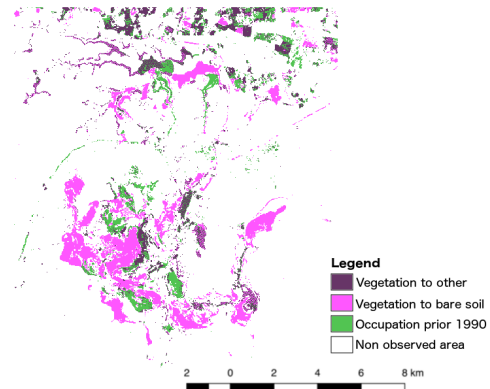 Legend
Vegetation to other
Vegetation to bare soil
Occupation prior 1990
Non observed area
2 0 2 4 6 8 km